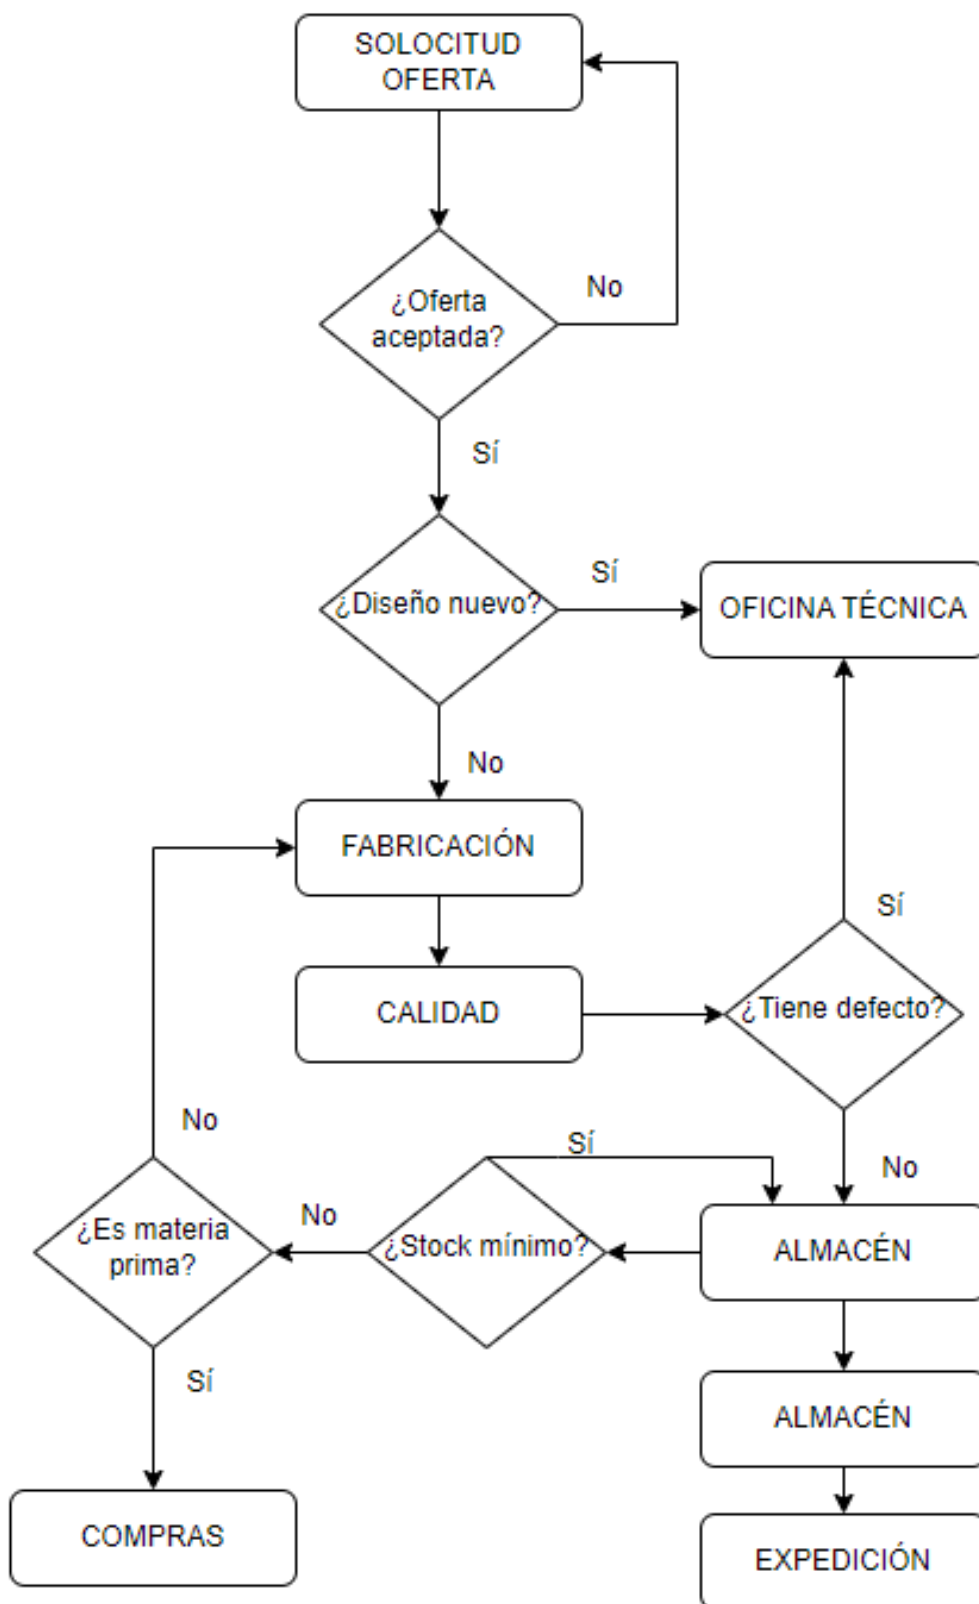 SOLOCITUD
OFERTA
¿Oferta
aceptada?
No
Sí
¿Diseño nuevo?
Sí
OFICINA TÉCNICA
No
FABRICACIÓN
Sí
CALIDAD
¿Tiene defecto?
No
Sí
No
¿Es materia
prima?
No
¿Stock mínimo?
ALMACÉN
Sí
ALMACÉN
COMPRAS
EXPEDICIÓN